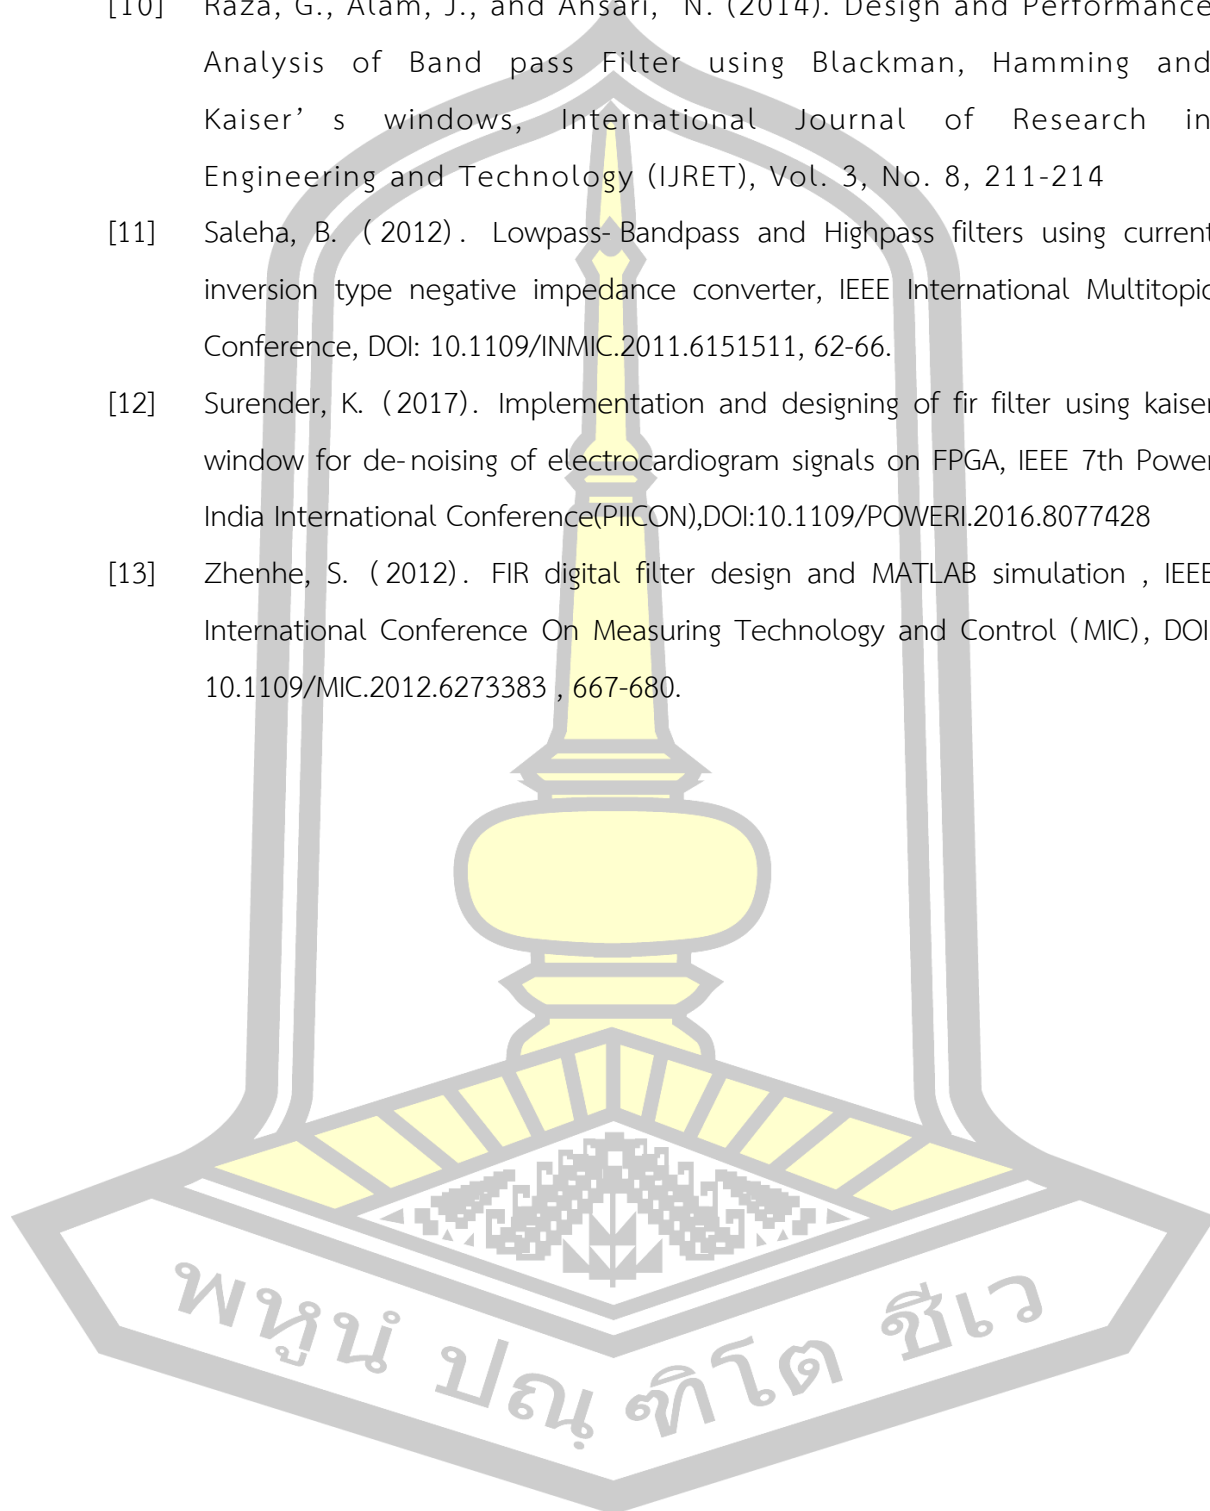 [10] Raza, G., Alam, J., and Ansari, N. (2014). Design and Performance
Analysis of Band pass Filter using Blackman, Hamming and
Kaiser’ s windows, International Journal of Research in
Engineering and Technology (IJRET), Vol. 3, No. 8, 211-214
[11] Saleha, B. (2012). Lowpass-Bandpass and Highpass filters using current
inversion type negative impedance converter, IEEE International Multitopic
Conference, DOI: 10.1109/INMIC.2011.6151511, 62-66.
[12] Surender, K. (2017). Implementation and designing of fir filter using kaiser
window for de-noising of electrocardiogram signals on FPGA, IEEE 7th Power
India International Conference(PIICON),DOI:10.1109/POWERI.2016.8077428
[13] Zhenhe, S. (2012). FIR digital filter design and MATLAB simulation , IEEE
International Conference On Measuring Technology and Control (MIC), DOI
10.1109/MIC.2012.6273383 , 667-680.
พหูนํ ปณฺฑิโต ชีเว